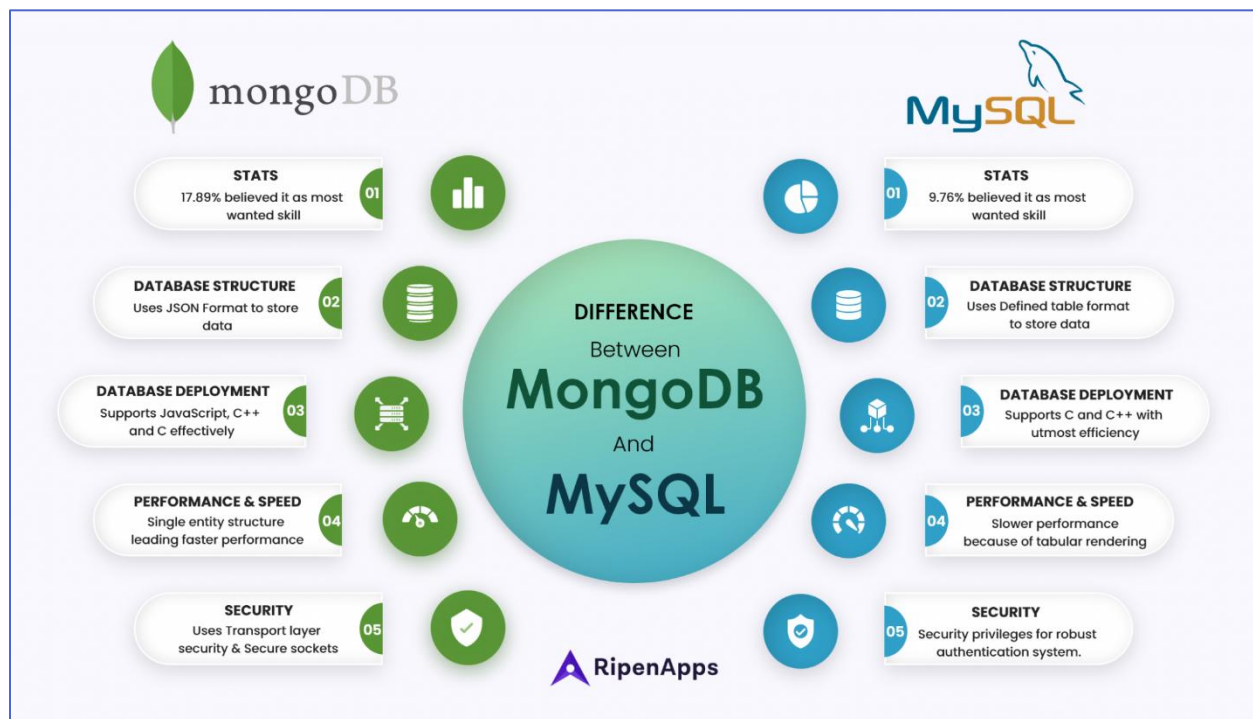 mongoDB
STATS
17.89% believed it as most
wanted skill
01
DATABASE STRUCTURE
Uses JSON Format to store
data
02
DATABASE DEPLOYMENT
Supports JavaScript, C++
and C effectively
03
PERFORMANCE & SPEED
Single entity structure
leading faster performance
04
SECURITY
Uses Transport layer
security & Secure sockets
05
DIFFERENCE
Between
MongoDB
And
MySQL
RipenApps
MySQL
01
STATS
9.76% believed it as most
wanted skill
02
DATABASE STRUCTURE
Uses Defined table format
to store data
03
DATABASE DEPLOYMENT
Supports C and C++ with
utmost efficiency
04
PERFORMANCE & SPEED
Slower performance
because of tabular rendering
05
SECURITY
Security privileges for robust
authentication system.